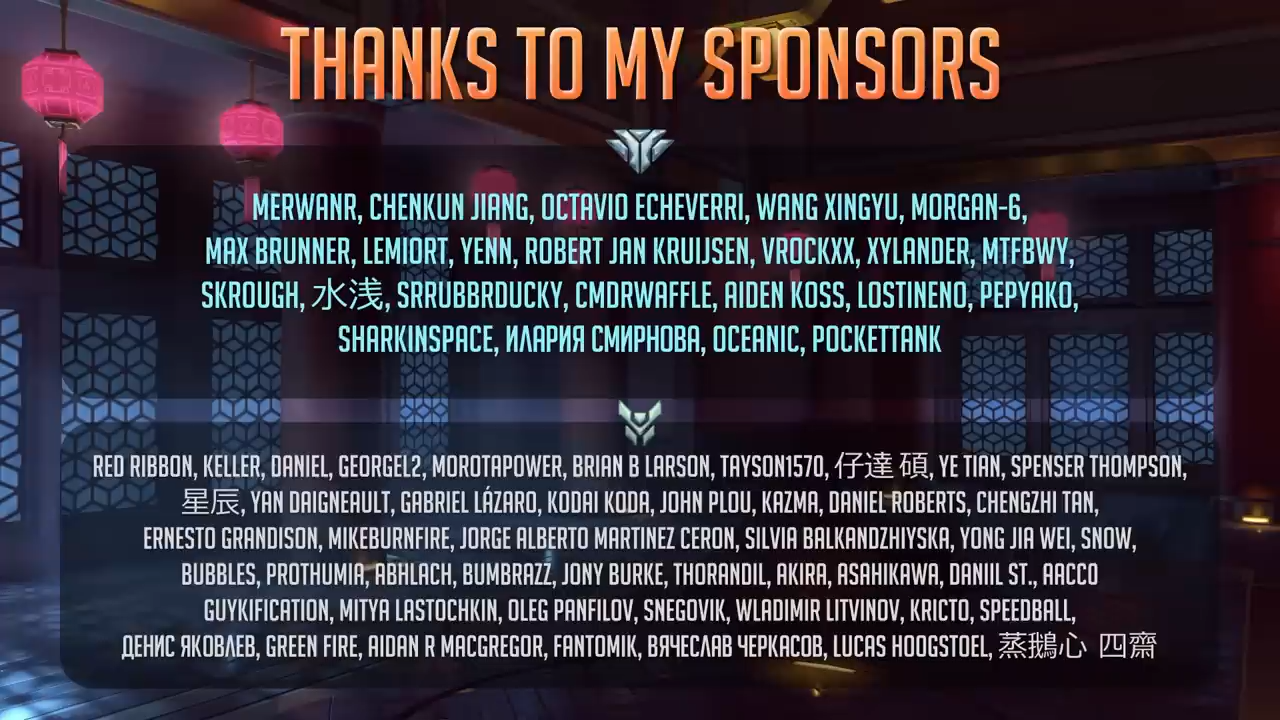 THANKS TO MY SPONSORS
MERWANR, CHENKUN JIANG, OCTAVIO ECHEVERRI, WANG XINGYU, MORGAN-6,
MAX BRUNNER, LEMIORT, YENN, ROBERT JAN KRUIJSEN, VROCKXX, XYLANDER, MTFBWY,
SKROUGH, 水浅, SRRUBBRDUCKY, CMDRWAFFLE, AIDEN KOSS, LOSTINENO, PEPYAKO,
SHARKINSPACE, ИЛАРИЯ СМИРНОВА, OCEANIC, POCKETTANK
RED RIBBON, KELLER, DANIEL, GEORGEL2, MOROTAPOWER, BRIAN B LARSON, TAYSON1570, 仔達 碩, YE TIAN, SPENSER THOMPSON,
星辰, YAN DAIGNEAULT, GABRIEL LÁZARO, KODAI KODA, JOHN PLOU, KAZMA, DANIEL ROBERTS, CHENGZHI TAN,
ERNESTO GRANDISON, MIKEBURNFIRE, JORGE ALBERTO MARTINEZ CERON, SILVIA BALKANDZHIYSKA, YONG JIA WEI, SNOW,
BUBBLES, PROTHUMIA, ABHLACH, BUMBRAZZ, JONY BURKE, THORANDIL, AKIRA, ASAHIKAWA, DANIIL ST., AACCO
GUYKIFICATION, MITYA LASTOCHKIN, OLEG PANFILOV, SNEGOVIK, WLADIMIR LITVINOV, KRICTO, SPEEDBALL,
ДЕНИС ЯКОВЛЕВ, GREEN FIRE, AIDAN R MACGREGOR, FANTOMIK, ВЯЧЕСЛАВ ЧЕРКАСОВ, LUCAS HOOGSTOEL, 蒸鵝心 四齋